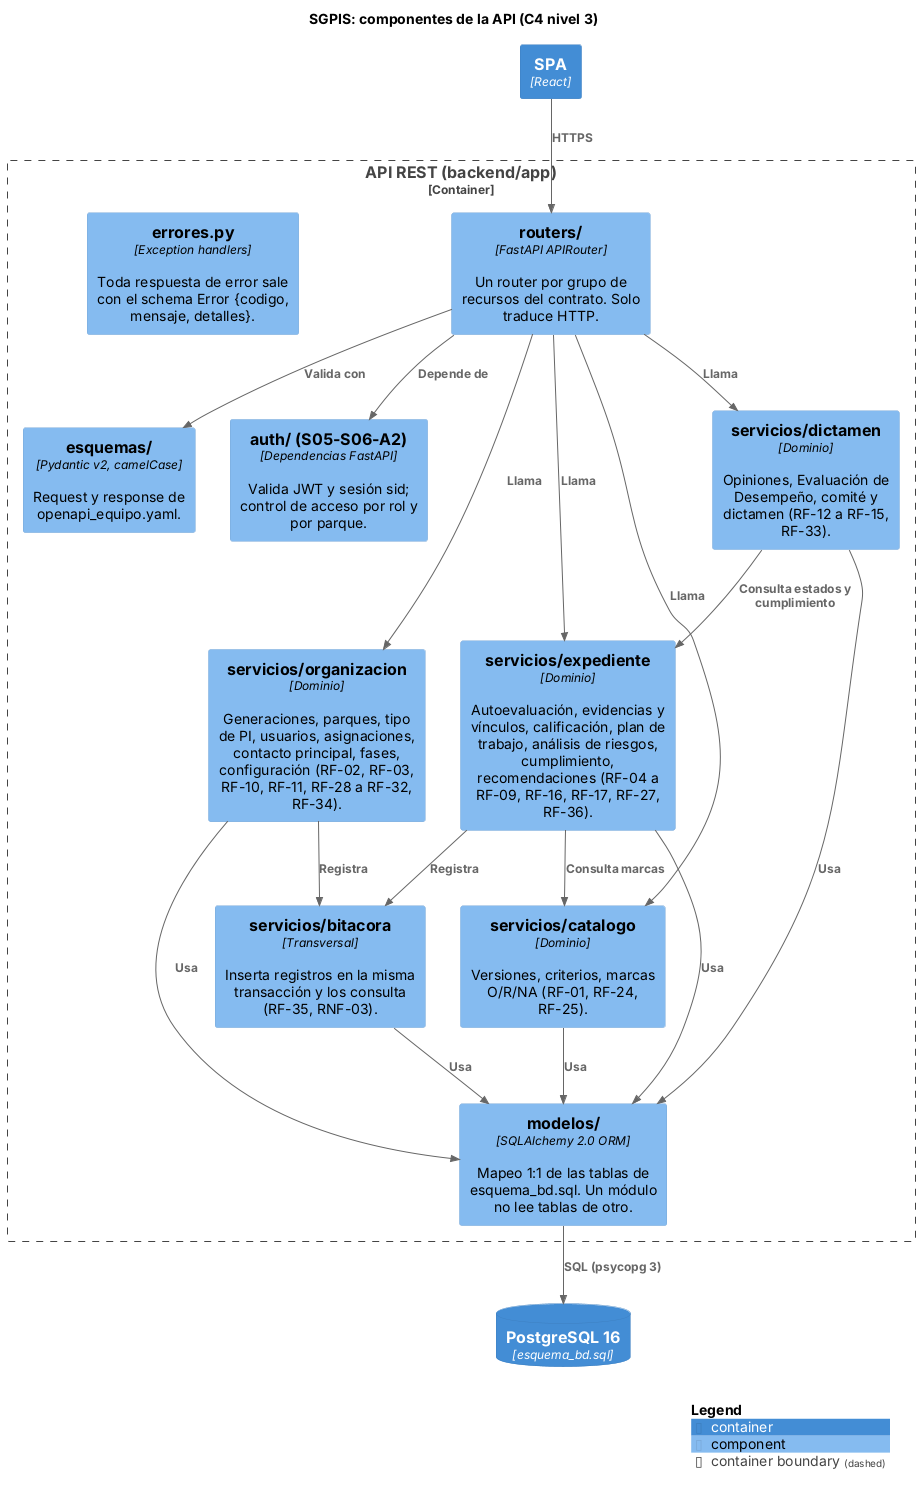 SGPIS: componentes de la API (C4 nivel 3)
SPA
[React]
HTTPS
API REST (backend/app)
[Container]
errores.py
[Exception handlers]
Toda respuesta de error sale
con el schema Error {codigo,
mensaje, detalles}.
routers/
[FastAPI APIRouter]
Un router por grupo de
recursos del contrato. Solo
traduce HTTP.
Valida con
Depende de
Llama
esquemas/
[Pydantic v2, camelCase]
Request y response de
openapi_equipo.yaml.
auth/ (S05-S06-A2)
[Dependencias FastAPI]
Valida JWT y sesión sid;
control de acceso por rol y
por parque.
Llama
Llama
servicios/dictamen
[Dominio]
Opiniones, Evaluación de
Desempeño, comité y
dictamen (RF-12 a RF-15,
RF-33).
Llama
Consulta estados y
cumplimiento
servicios/organizacion
[Dominio]
Generaciones, parques, tipo
de PI, usuarios, asignaciones,
contacto principal, fases,
configuración (RF-02, RF-03,
RF-10, RF-11, RF-28 a RF-32,
RF-34).
servicios/expediente
[Dominio]
Autoevaluación, evidencias y
vínculos, calificación, plan de
trabajo, análisis de riesgos,
cumplimiento,
recomendaciones (RF-04 a
RF-09, RF-16, RF-17, RF-27,
RF-36).
Registra
Registra
Consulta marcas
Usa
servicios/bitacora
[Transversal]
Inserta registros en la misma
transacción y los consulta
(RF-35, RNF-03).
servicios/catalogo
[Dominio]
Versiones, criterios, marcas
O/R/NA (RF-01, RF-24,
RF-25).
Usa
Usa
Usa
Usa
modelos/
[SQLAlchemy 2.0 ORM]
Mapeo 1:1 de las tablas de
esquema_bd.sql. Un módulo
no lee tablas de otro.
SQL (psycopg 3)
PostgreSQL 16
[esquema_bd.sql]
Legend
container
component
container boundary (dashed)